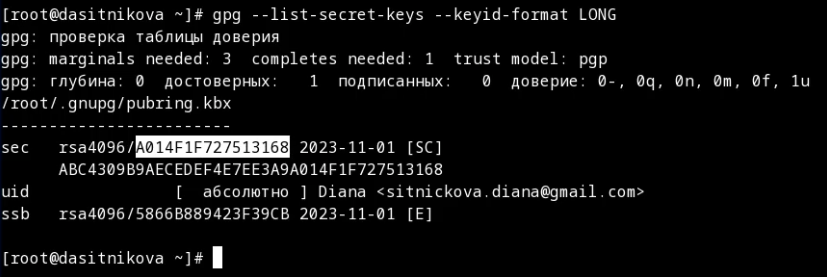 [root@dasitnikova ~]# gpg --list-secret-keys --keyid-format LONG
gpg: проверка таблицы доверия
gpg: marginals needed: 3  completes needed: 1  trust model: pgp
gpg: глубина: 0  достоверных:   1  подписанных:   0  доверие: 0-, 0q, 0n, 0m, 0f, 1u
/root/.gnupg/pubring.kbx
------------------------
sec   rsa4096/A014F1F727513168 2023-11-01 [SC]
      ABC4309B9AECEDEF4E7EE3A9A014F1F727513168
uid               [  абсолютно ] Diana <sitnickova.diana@gmail.com>
ssb   rsa4096/5866B889423F39CB 2023-11-01 [E]
[root@dasitnikova ~]#